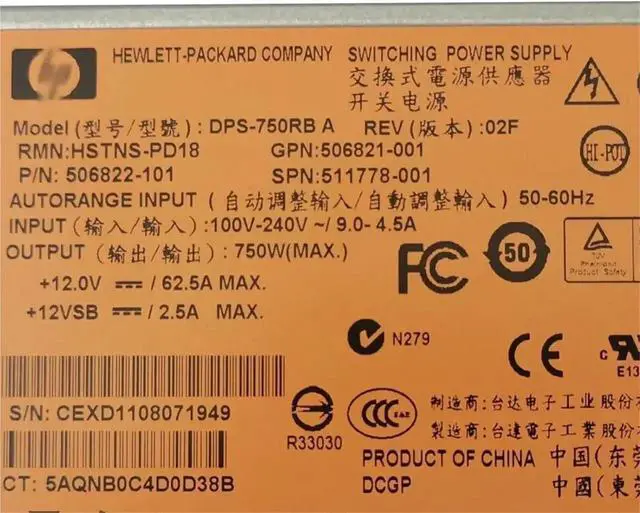 HEWLETT-PACKARD COMPANY SWITCHING POWER SUPPLY
交換式電源供應器
开关电源
Model (型号/型號) : DPS-750RB A REV (版本) :02F
RMN:HSTNS-PD18 GPN:506821-001
P/N: 506822-101 SPN:511778-001
HI-POT
AUTORANGE INPUT (自动调整输入/自動調整輸入) 50-60Hz
INPUT (输入/輸入) :100V-240V ~/ 9.0- 4.5A
OUTPUT (输出/輸出) : 750W(MAX.)
+12.0V ⎓ / 62.5A MAX.
+12VSB ⎓ / 2.5A MAX.
FC
50
TÜV
Rheinland
Product Safety
N279
CE
c UL
E13
S/N: CEXD1108071949
R33030
CCC
制造商:台达电子工业股份
製造商:台達電子工業股份
PRODUCT OF CHINA 中国(东莞
CT: 5AQNB0C4D0D38B DCGP 中國(東莞